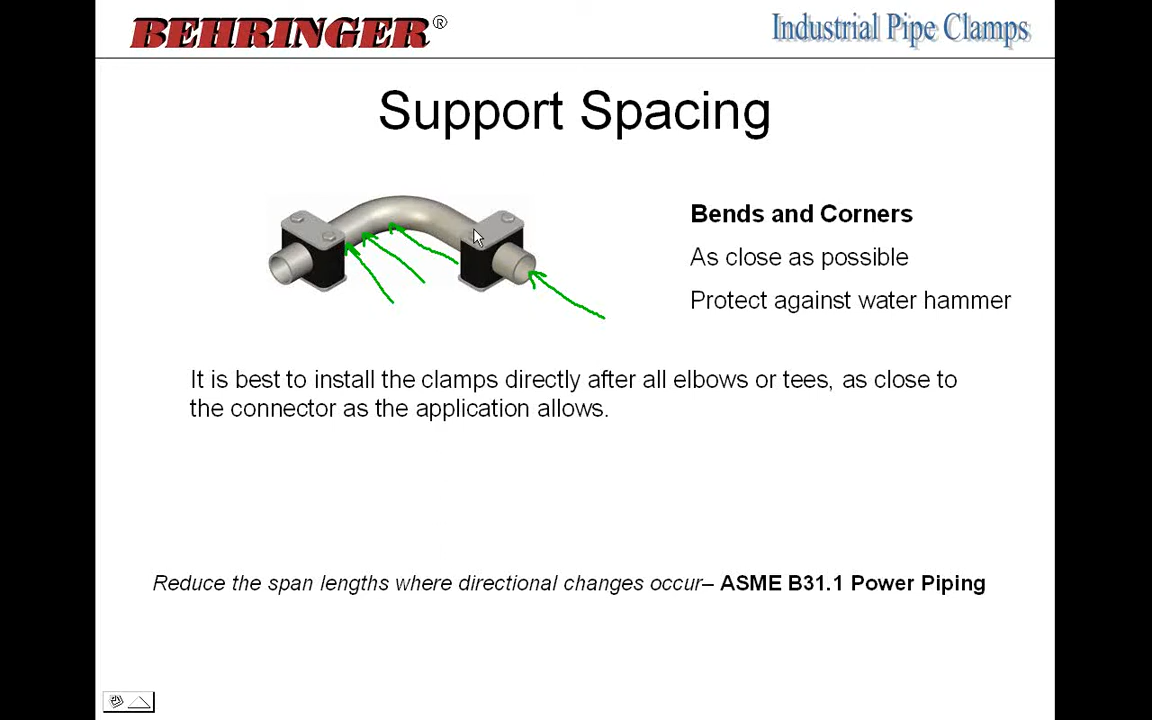 BEHRINGER®
Industrial Pipe Clamps
Support Spacing
Bends and Corners
As close as possible
Protect against water hammer
It is best to install the clamps directly after all elbows or tees, as close to
the connector as the application allows.
Reduce the span lengths where directional changes occur– ASME B31.1 Power Piping